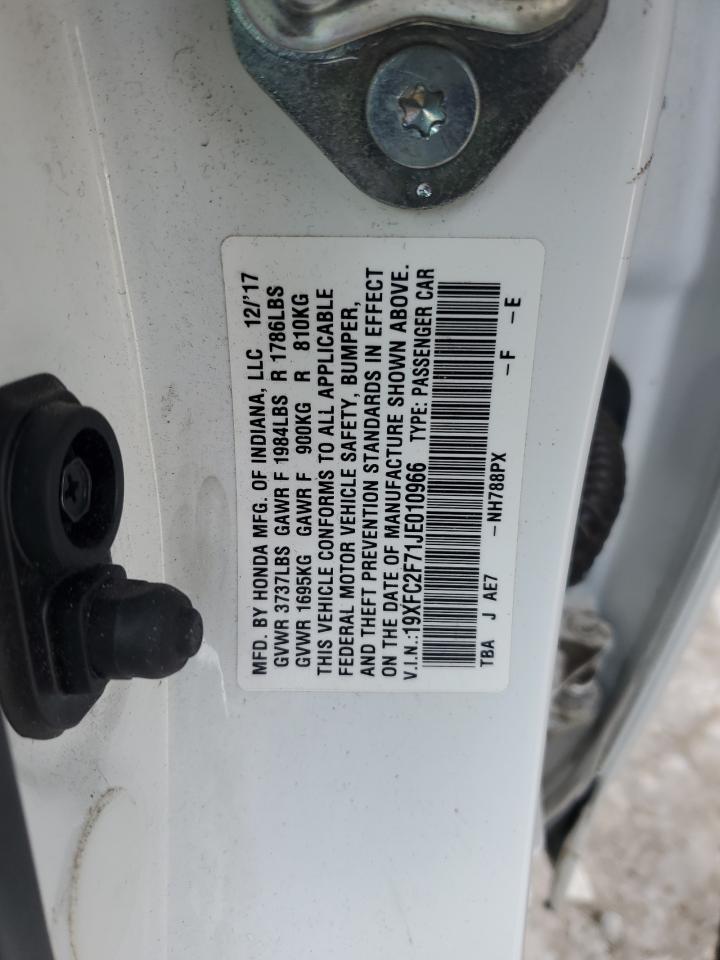 MFD. BY HONDA MFG. OF INDIANA, LLC 12/'17
GVWR 3737LBS GAWR F 1984LBS R 1786LBS
GVWR 1695KG GAWR F 900KG R 810KG
THIS VEHICLE CONFORMS TO ALL APPLICABLE
FEDERAL MOTOR VEHICLE SAFETY, BUMPER,
AND THEFT PREVENTION STANDARDS IN EFFECT
ON THE DATE OF MANUFACTURE SHOWN ABOVE.
V.I.N.:19XFC2F71JE010966 TYPE: PASSENGER CAR
TBA J AE7 -NH788PX -F -E